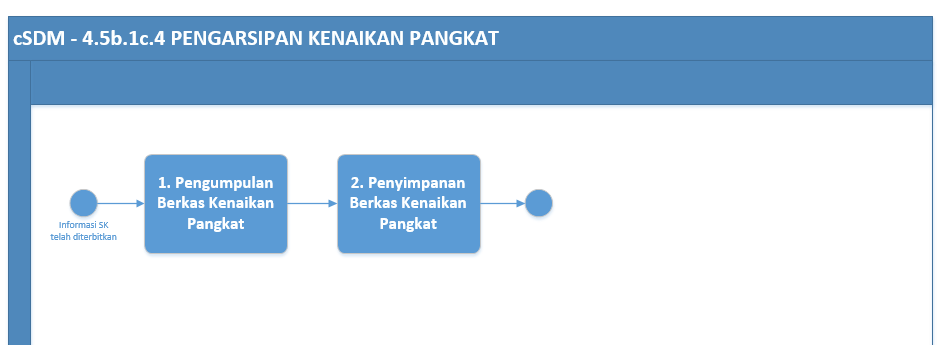 cSDM - 4.5b.1c.4 PENGARSIPAN KENAIKAN PANGKAT
1. Pengumpulan
Berkas Kenaikan
Pangkat
2. Penyimpanan
Berkas Kenaikan
Pangkat
Informasi SK
telah diterbitkan